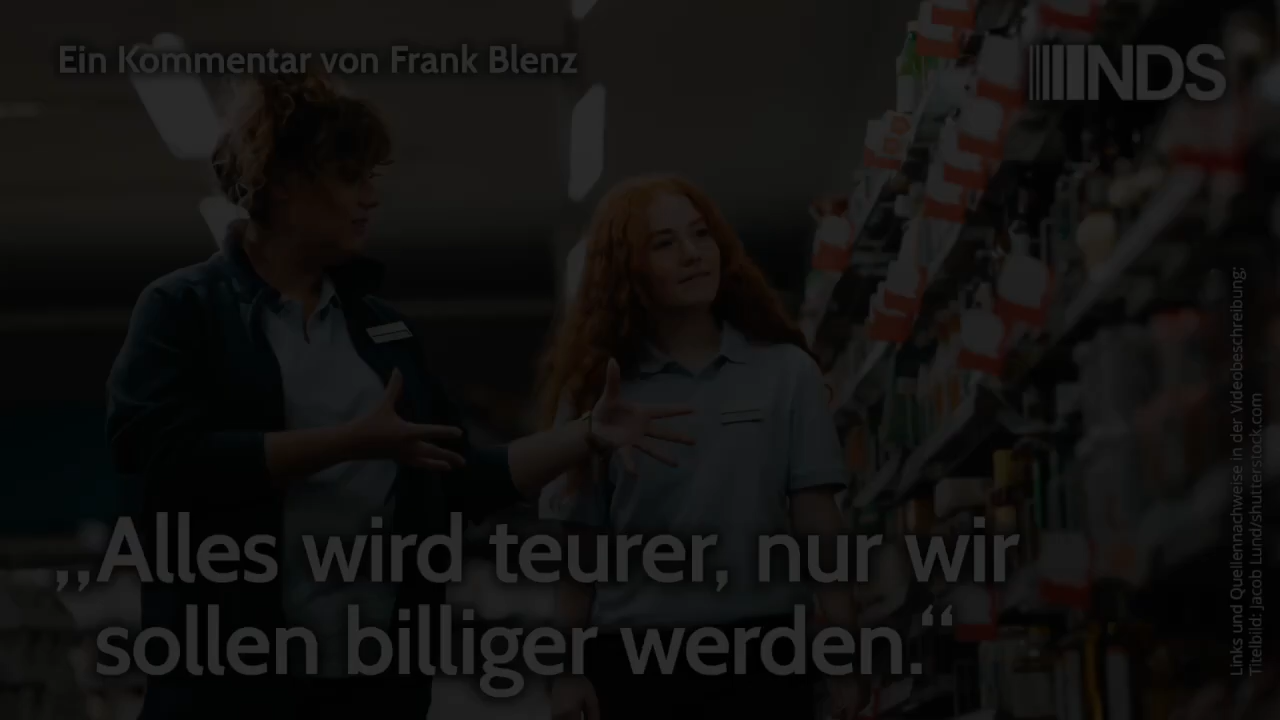 Ein Kommentar von Frank Blenz
NDS
„Alles wird teurer, nur wir
sollen billiger werden.“
Links und Quellennachweise in der Videobeschreibung;
Titelbild: Jacob Lund/shutterstock.com